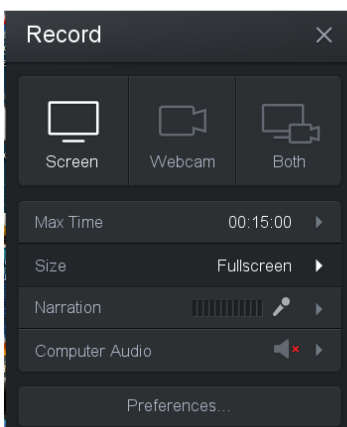 Record
Screen Webcam Both
Max Time 00:15:00
Size Fullscreen
Narration
Computer Audio
Preferences...